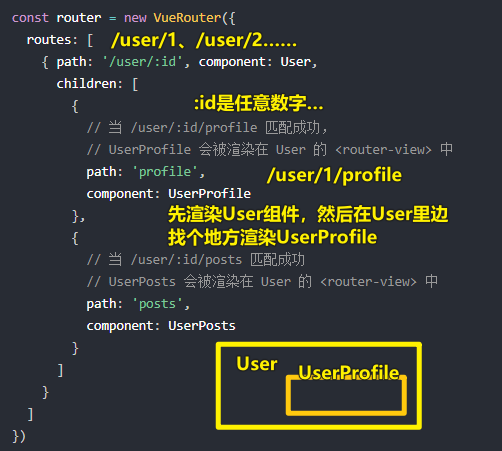 const router = new VueRouter({
routes: [ /user/1、/user/2……
{ path: '/user/:id', component: User,
children: [
{ :id是任意数字…
// 当 /user/:id/profile 匹配成功，
// UserProfile 会被渲染在 User 的 <router-view> 中
path: 'profile', /user/1/profile
component: UserProfile
}, 先渲染User组件，然后在User里边
{ 找个地方渲染UserProfile
// 当 /user/:id/posts 匹配成功
// UserPosts 会被渲染在 User 的 <router-view> 中
path: 'posts',
component: UserPosts
}
User UserProfile
]
}
]
})